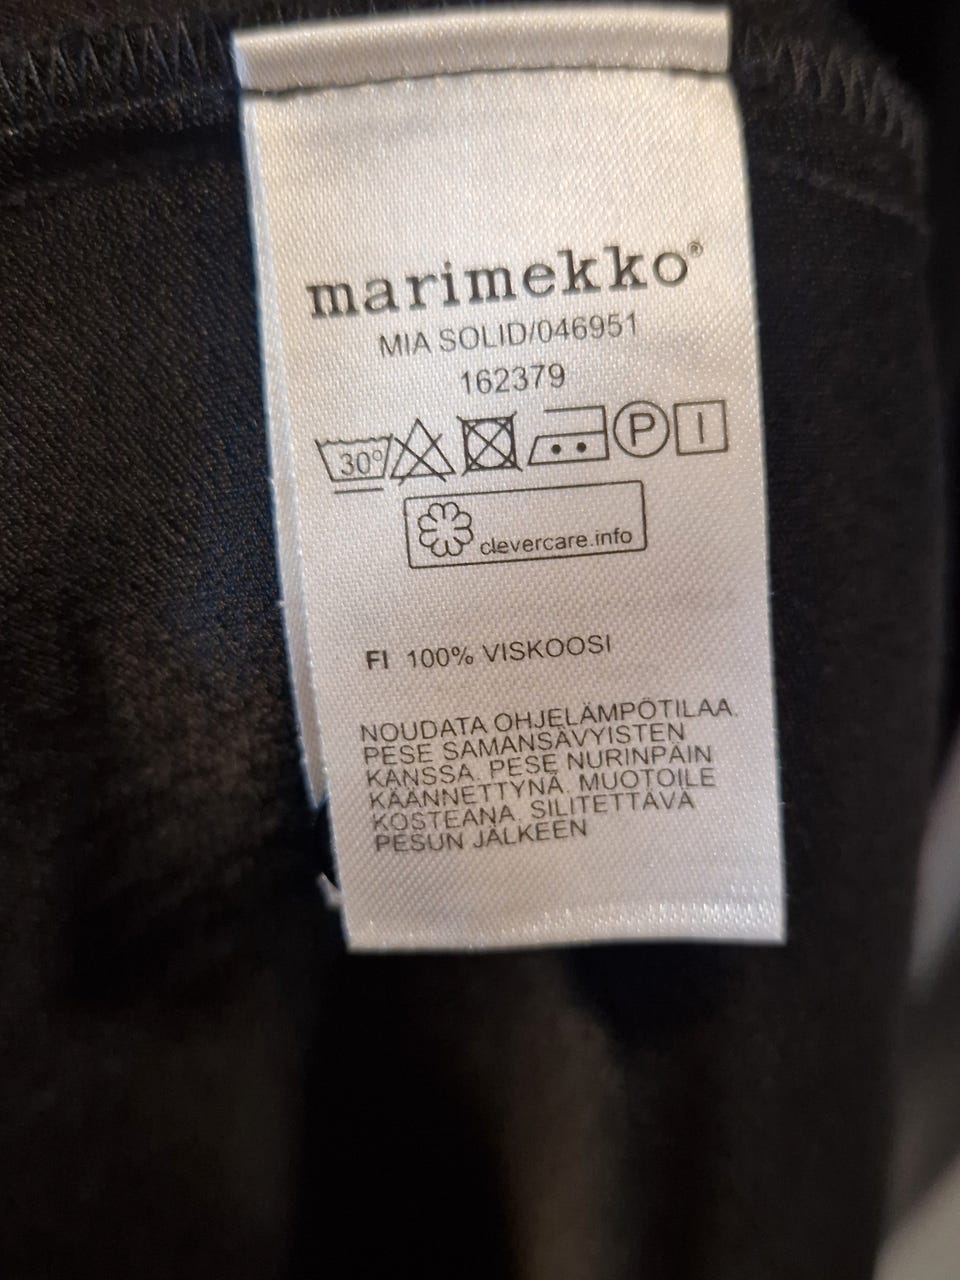 marimekko®
MIA SOLID/046951
162379
30° P I
clevercare.info
FI 100% VISKOOSI
NOUDATA OHJELÄMPÖTILAA.
PESE SAMANSÄVYISTEN
KANSSA. PESE NURINPÄIN
KÄÄNNETTYNÄ. MUOTOILE
KOSTEANA. SILITETTÄVÄ
PESUN JÄLKEEN